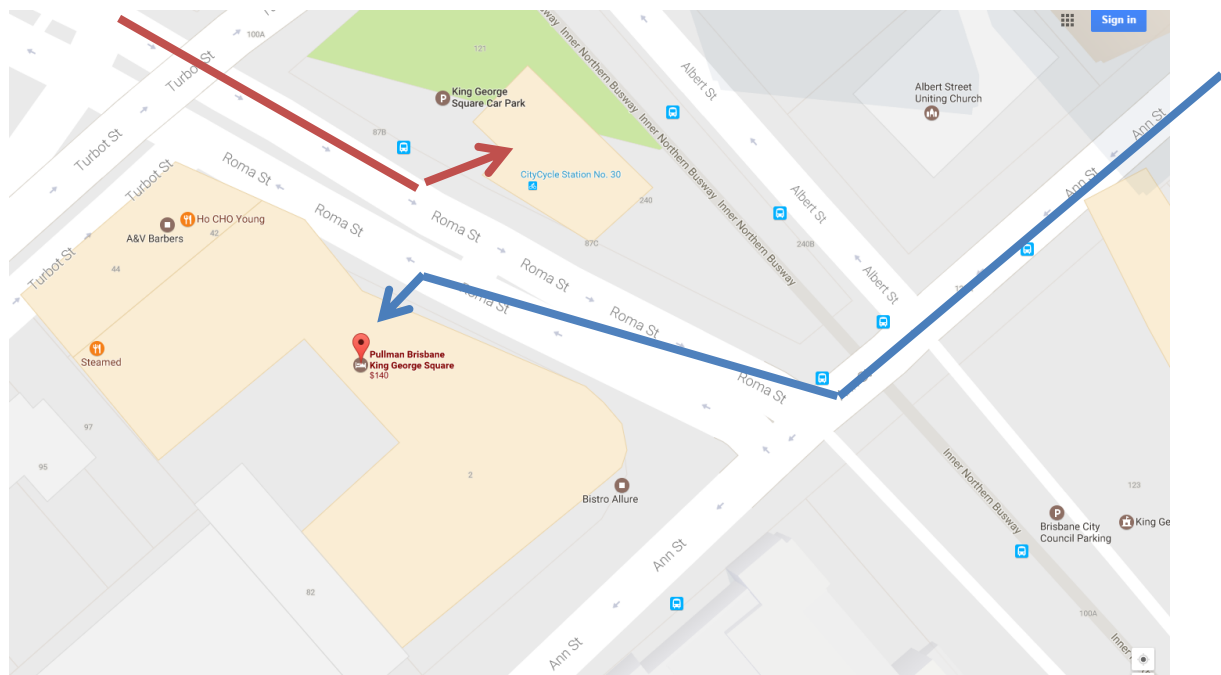 Sign in
100A
Turbot St
121
Inner Northern Busway
Inner Northern Busway
Inner Northern Busway
Albert St
King George
Square Car Park
Albert Street
Uniting Church
Ann St
87B
Turbot St
Roma St
Turbot St
CityCycle Station No. 30
Ann St
Albert St
240
Roma St
Roma St
Ho CHO Young
A&V Barbers
42
87C
240B
Turbot St
44
Roma St
Albert St
Roma St
Roma St
Pullman Brisbane
King George Square
$140
Steamed
Roma St
97
95
2
Bistro Allure
Inner Northern Busway
123
Brisbane City
Council Parking
King Ge
Ann St
82
100A
Inner
Ann St